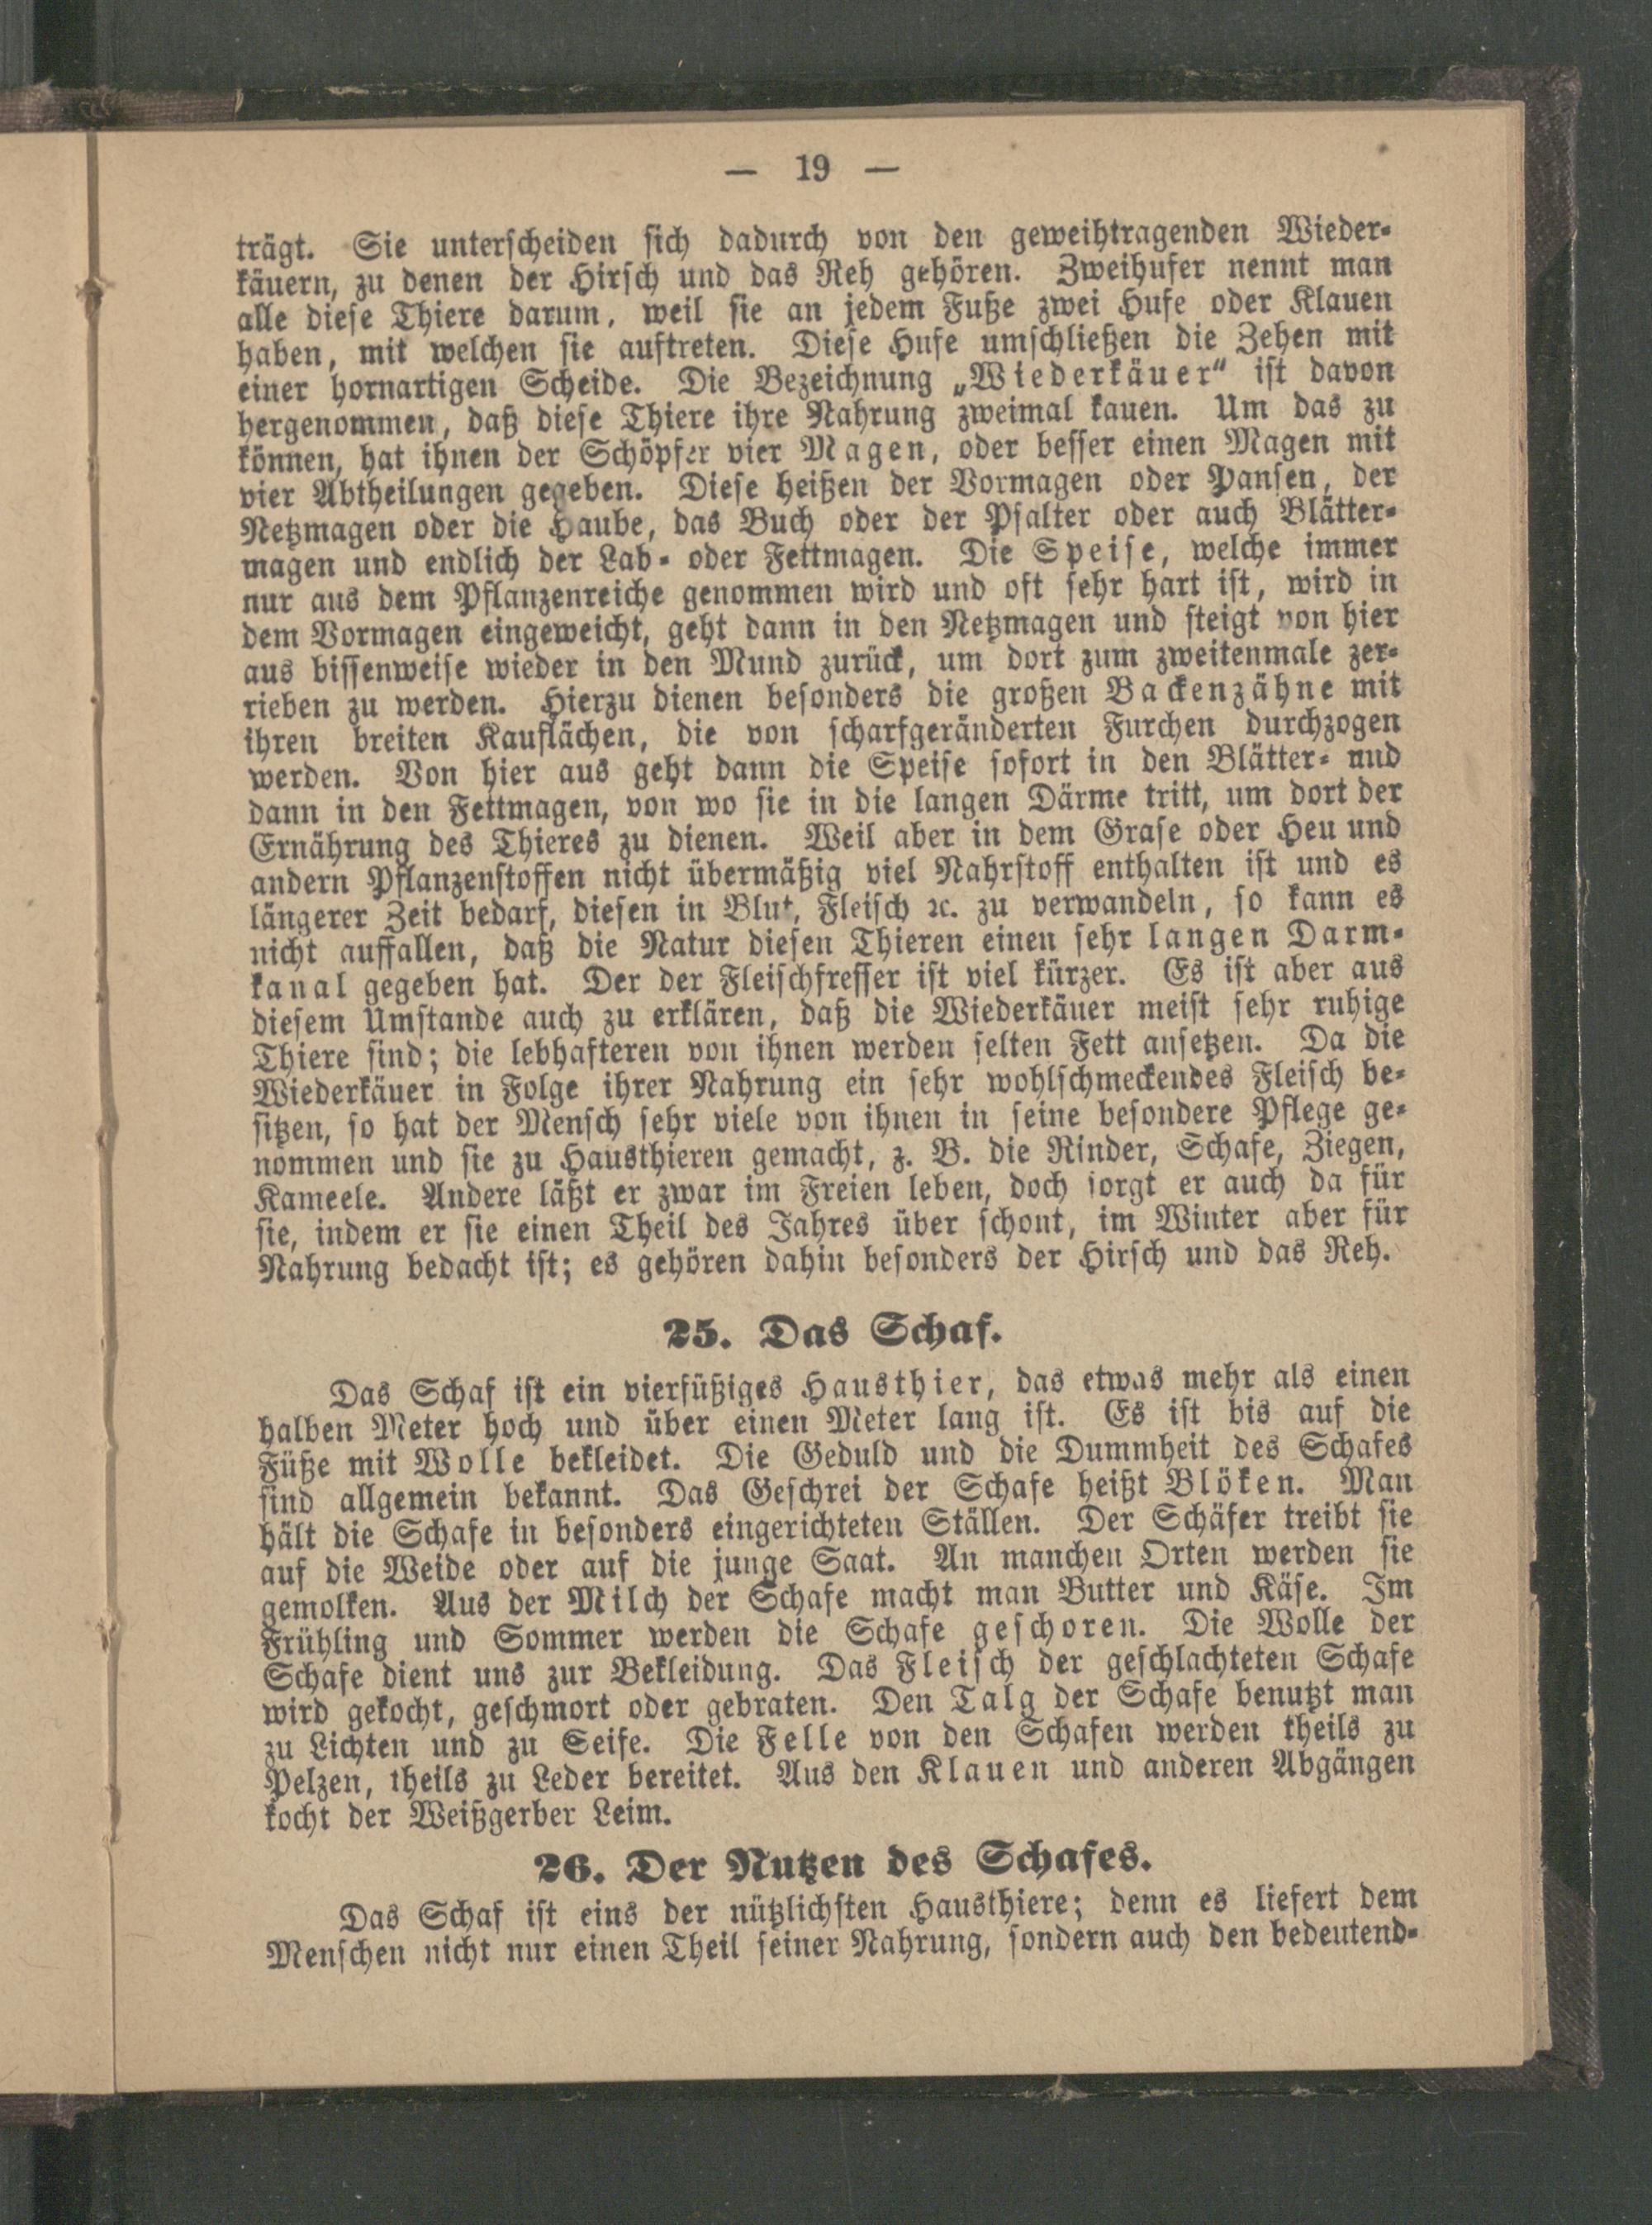 — 19 —
trägt. Sie unterscheiden sich dadurch von den geweihtragenden Wieder-
käuern, zu denen der Hirsch und das Reh gehören. Zweihufer nennt man
alle diese Thiere darum, weil sie an jedem Fuße zwei Hufe oder Klauen
haben, mit welchen sie auftreten. Diese Hufe umschließen die Zehen mit
einer hornartigen Scheide. Die Bezeichnung „Wiederkäuer“ ist davon
hergenommen, daß diese Thiere ihre Nahrung zweimal kauen. Um das zu
können, hat ihnen der Schöpfer vier Magen, oder besser einen Magen mit
vier Abtheilungen gegeben. Diese heißen der Vormagen oder Pansen, der
Netzmagen oder die Haube, das Buch oder der Psalter oder auch Blätter-
magen und endlich der Lab- oder Fettmagen. Die Speise, welche immer
nur aus dem Pflanzenreiche genommen wird und oft sehr hart ist, wird in
dem Vormagen eingeweicht, geht dann in den Netzmagen und steigt von hier
aus bissenweise wieder in den Mund zurück, um dort zum zweitenmale zer-
rieben zu werden. Hierzu dienen besonders die großen Backenzähne mit
ihren breiten Kauflächen, die von scharfgeränderten Furchen durchzogen
werden. Von hier aus geht dann die Speise sofort in den Blätter- nud
dann in den Fettmagen, von wo sie in die langen Därme tritt, um dort der
Ernährung des Thieres zu dienen. Weil aber in dem Grase oder Heu und
andern Pflanzenstoffen nicht übermäßig viel Nahrstoff enthalten ist und es
längerer Zeit bedarf, diesen in Blut, Fleisch ꝛc. zu verwandeln, so kann es
nicht auffallen, daß die Natur diesen Thieren einen sehr langen Darm-
kanal gegeben hat. Der der Fleischfresser ist viel kürzer. Es ist aber aus
diesem Umstande auch zu erklären, daß die Wiederkäuer meist sehr ruhige
Thiere sind; die lebhafteren von ihnen werden selten Fett ansetzen. Da die
Wiederkäuer in Folge ihrer Nahrung ein sehr wohlschmeckendes Fleisch be-
sitzen, so hat der Mensch sehr viele von ihnen in seine besondere Pflege ge-
nommen und sie zu Hausthieren gemacht, z. B. die Rinder, Schafe, Ziegen,
Kameele. Andere läßt er zwar im Freien leben, doch sorgt er auch da für
sie, indem er sie einen Theil des Jahres über schont, im Winter aber für
Nahrung bedacht ist; es gehören dahin besonders der Hirsch und das Reh.
25. Das Schaf.
Das Schaf ist ein vierfüßiges Hausthier, das etwas mehr als einen
halben Meter hoch und über einen Meter lang ist. Es ist bis auf die
Füße mit Wolle bekleidet. Die Geduld und die Dummheit des Schafes
sind allgemein bekannt. Das Geschrei der Schafe heißt Blöken. Man
hält die Schafe in besonders eingerichteten Ställen. Der Schäfer treibt sie
auf die Weide oder auf die junge Saat. An manchen Orten werden sie
gemolken. Aus der Milch der Schafe macht man Butter und Käse. Im
Frühling und Sommer werden die Schafe geschoren. Die Wolle der
Schafe dient uns zur Bekleidung. Das Fleisch der geschlachteten Schafe
wird gekocht, geschmort oder gebraten. Den Talg der Schafe benutzt man
zu Lichten und zu Seife. Die Felle von den Schafen werden theils zu
Pelzen, theils zu Leder bereitet. Aus den Klauen und anderen Abgängen
kocht der Weißgerber Leim.
26. Der Nutzen des Schafes.
Das Schaf ist eins der nützlichsten Hausthiere; denn es liefert dem
Menschen nicht nur einen Theil seiner Nahrung, sondern auch den bedeutend-